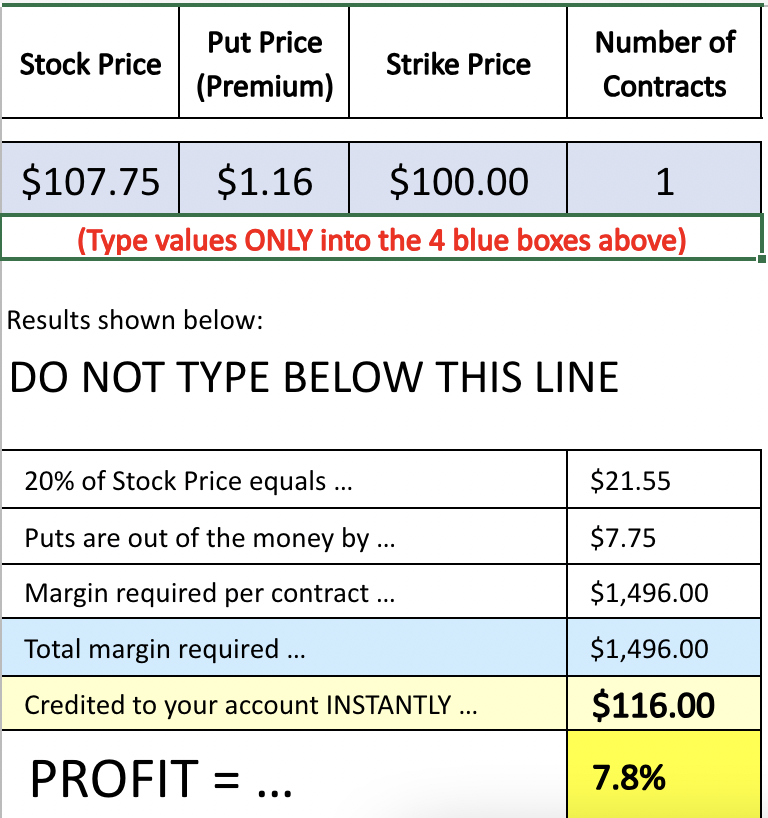 Stock Price
Put Price
(Premium)
Strike Price
Number of
Contracts
$107.75
$1.16
$100.00
1
(Type values ONLY into the 4 blue boxes above)
Results shown below:
DO NOT TYPE BELOW THIS LINE
20% of Stock Price equals ... $21.55
Puts are out of the money by ... $7.75
Margin required per contract ... $1,496.00
Total margin required ... $1,496.00
Credited to your account INSTANTLY ... $116.00
PROFIT = ... 7.8%